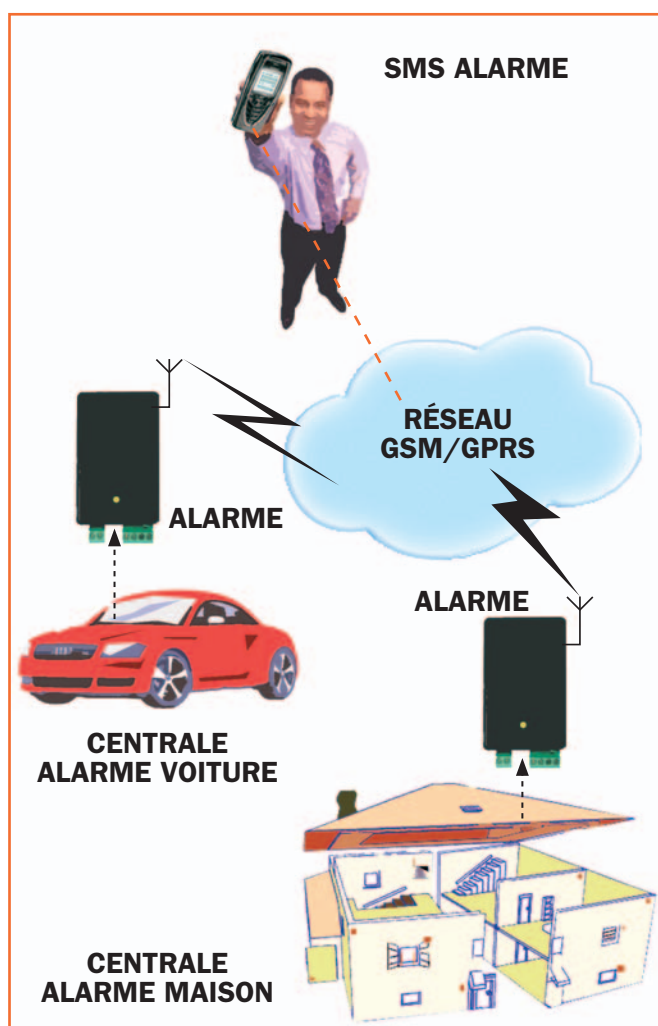 SMS ALARME
RÉSEAU
GSM/GPRS
ALARME
ALARME
CENTRALE
ALARME VOITURE
CENTRALE
ALARME MAISON